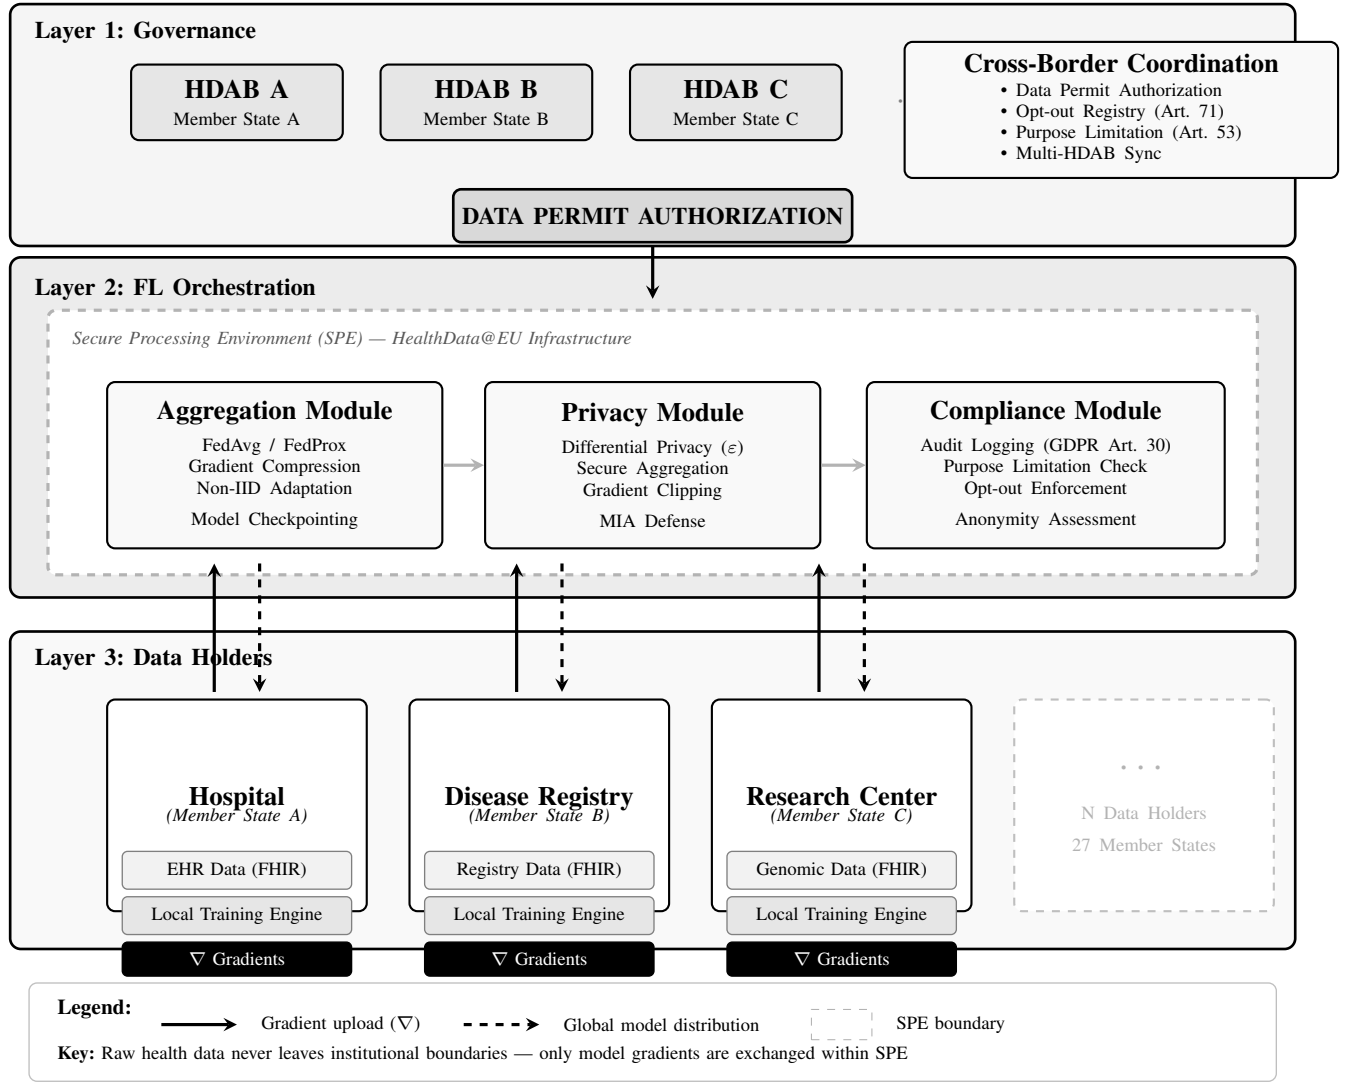 Layer 1: Governance
HDAB A
Member State A
HDAB B
Member State B
HDAB C
Member State C
Cross-Border Coordination
• Data Permit Authorization
• Opt-out Registry (Art. 71)
• Purpose Limitation (Art. 53)
• Multi-HDAB Sync
DATA PERMIT AUTHORIZATION
Layer 2: FL Orchestration
Secure Processing Environment (SPE) — HealthData@EU Infrastructure
Aggregation Module
FedAvg / FedProx
Gradient Compression
Non-IID Adaptation
Model Checkpointing
Privacy Module
Differential Privacy (ε)
Secure Aggregation
Gradient Clipping
MIA Defense
Compliance Module
Audit Logging (GDPR Art. 30)
Purpose Limitation Check
Opt-out Enforcement
Anonymity Assessment
Layer 3: Data Holders
Hospital
(Member State A)
EHR Data (FHIR)
Local Training Engine
∇ Gradients
Disease Registry
(Member State B)
Registry Data (FHIR)
Local Training Engine
∇ Gradients
Research Center
(Member State C)
Genomic Data (FHIR)
Local Training Engine
∇ Gradients
. . .
N Data Holders
27 Member States
Legend:
Gradient upload (∇)
Global model distribution
SPE boundary
Key: Raw health data never leaves institutional boundaries — only model gradients are exchanged within SPE